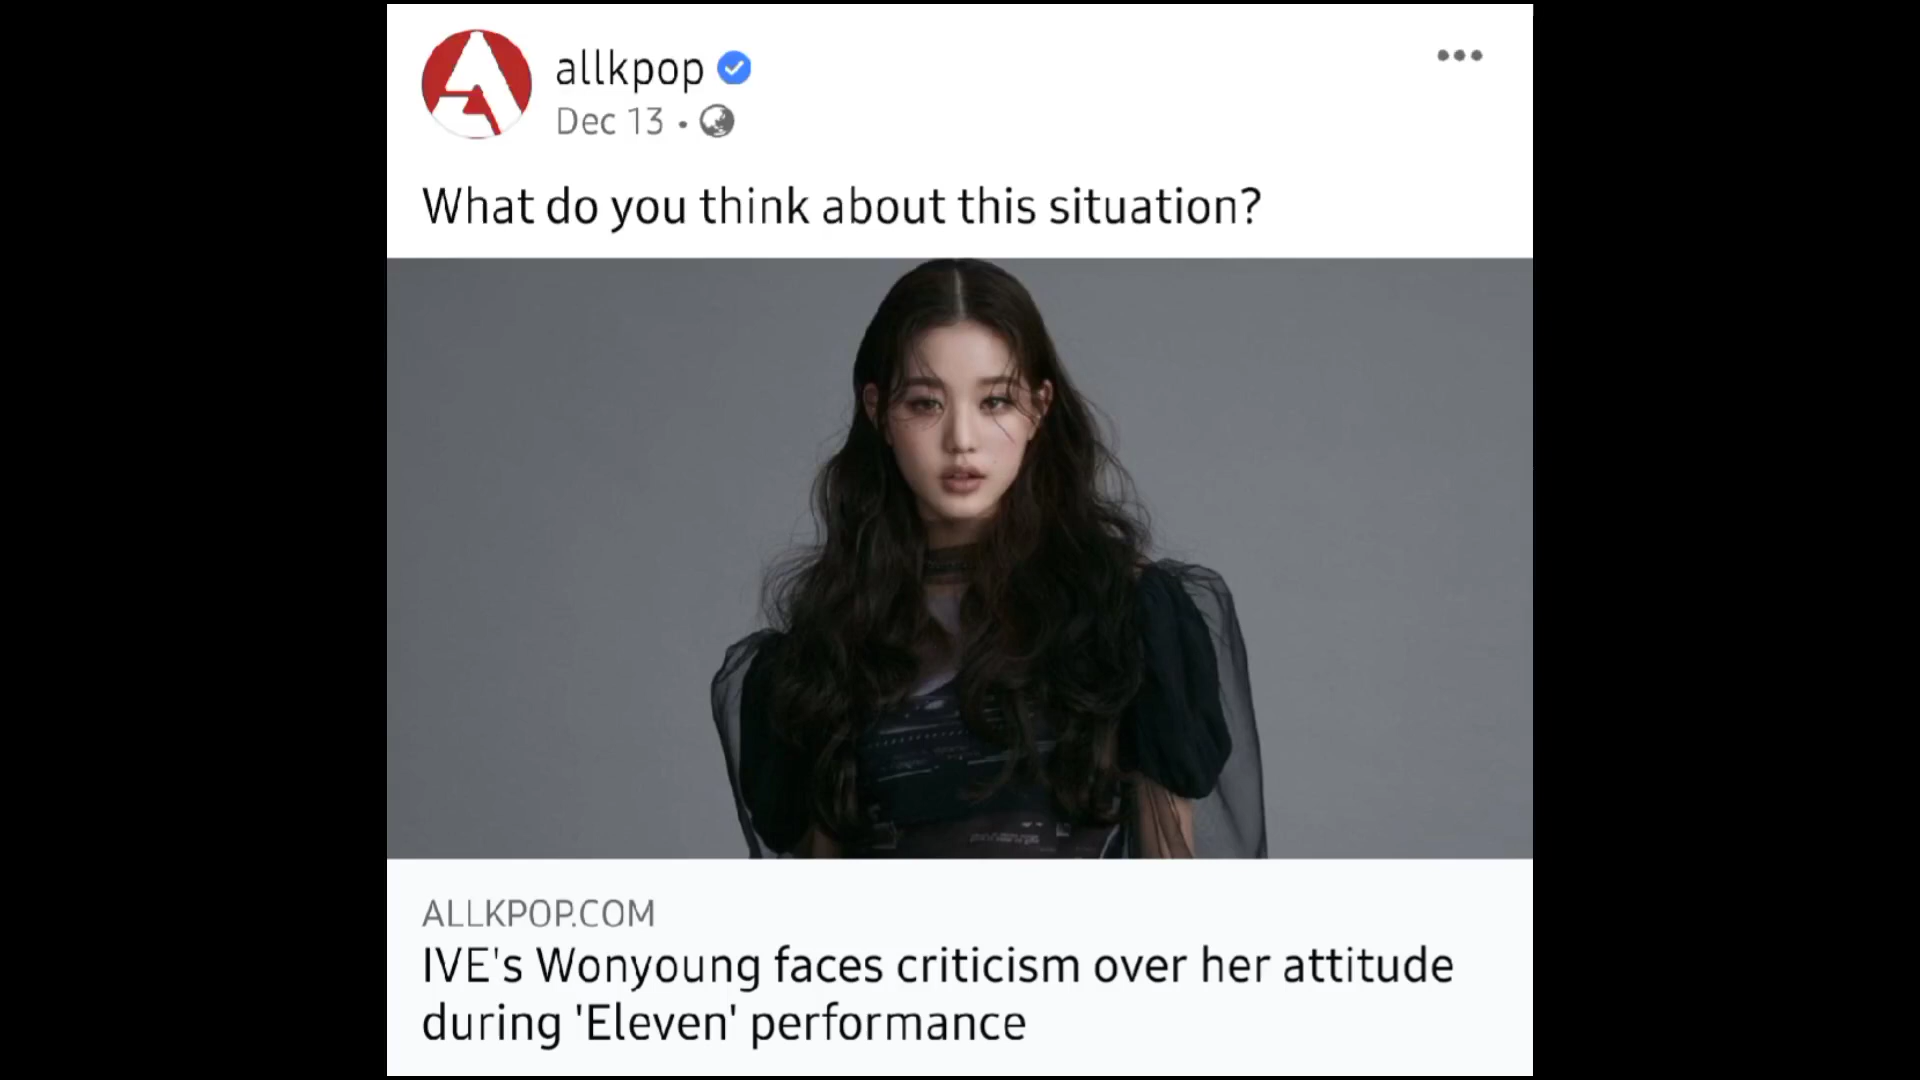 allkpop
Dec 13 •
What do you think about this situation?
ALLKPOP.COM
IVE's Wonyoung faces criticism over her attitude
during 'Eleven' performance